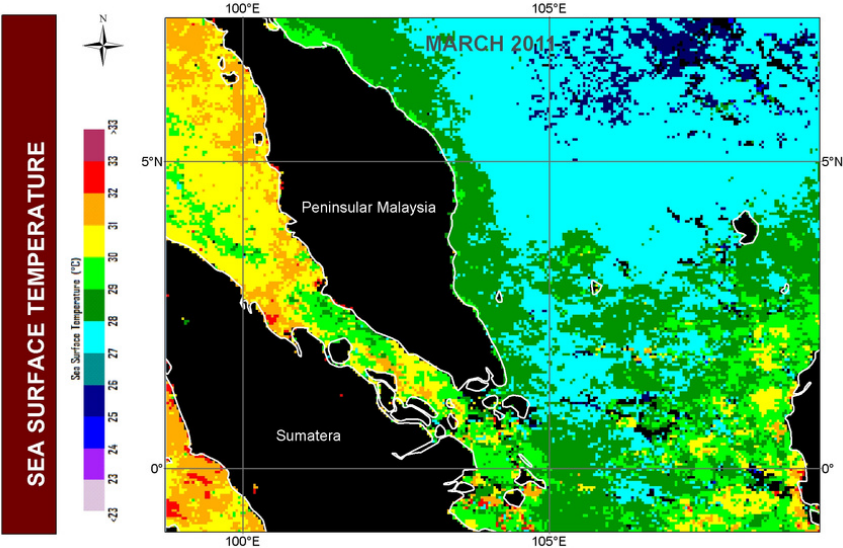 SEA SURFACE TEMPERATURE
N
Sea Surface Temperature (°C)
>33
33
32
31
30
29
28
27
26
25
24
23
<23
100°E
105°E
MARCH 2011
5°N
5°N
Peninsular Malaysia
Sumatera
0°
0°
100°E
105°E